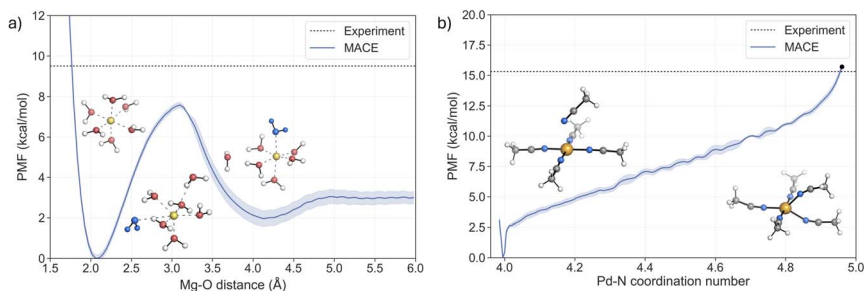 a)
12
10
8
6
4
2
0
PMF (kcal/mol)
Experiment
MACE
1.5 2.0 2.5 3.0 3.5 4.0 4.5 5.0 5.5 6.0
Mg-O distance (Å)
b)
20.0
17.5
15.0
12.5
10.0
7.5
5.0
2.5
0.0
PMF (kcal/mol)
Experiment
MACE
4.0 4.2 4.4 4.6 4.8 5.0
Pd-N coordination number